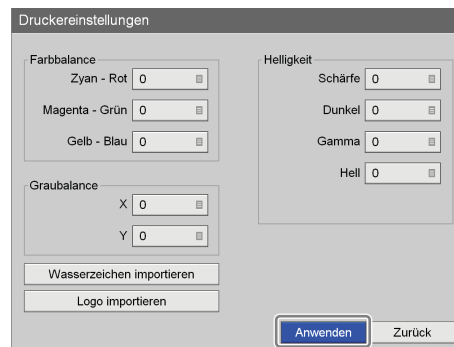 Druckereinstellungen
Farbbalance
Zyan - Rot 0
Magenta - Grün 0
Gelb - Blau 0
Graubalance
X 0
Y 0
Wasserzeichen importieren
Logo importieren
Helligkeit
Schärfe 0
Dunkel 0
Gamma 0
Hell 0
Anwenden
Zurück